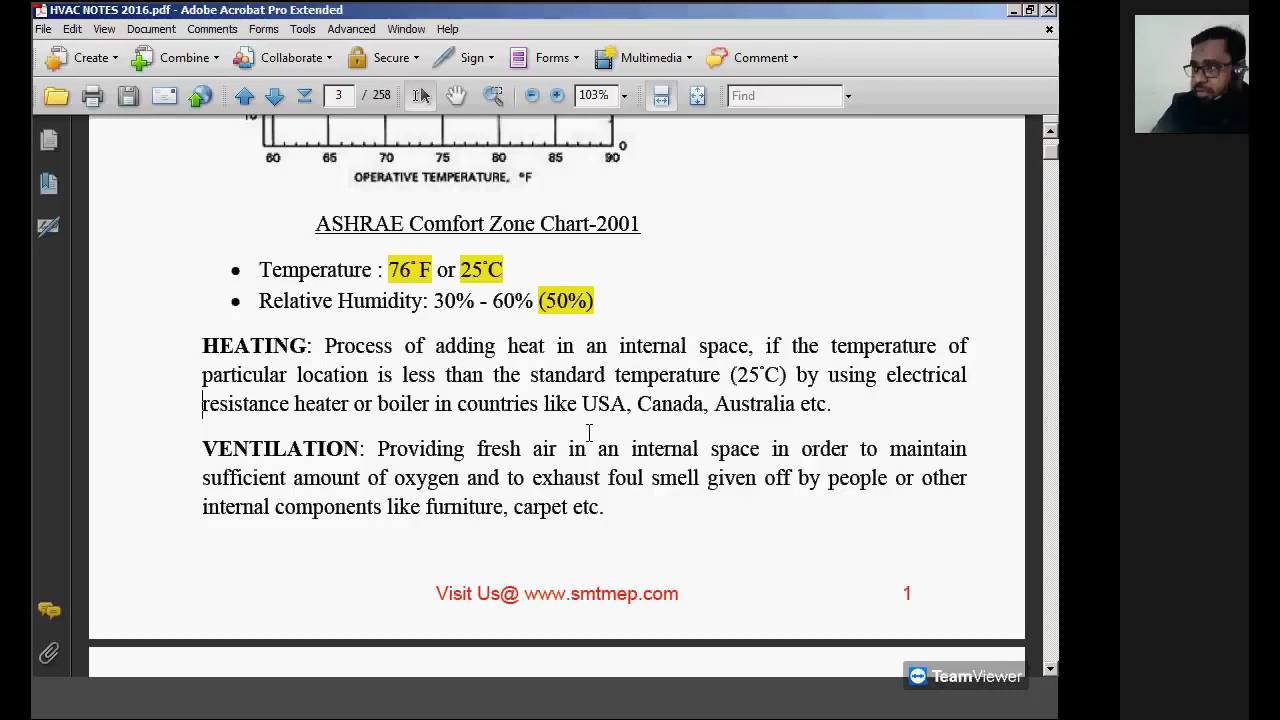 HVAC NOTES 2016.pdf - Adobe Acrobat Pro Extended
File Edit View Document Comments Forms Tools Advanced Window Help
Create Combine Collaborate Secure Sign Forms Multimedia Comment
3 / 258 103% Find
60 65 70 75 80 85 90 0
OPERATIVE TEMPERATURE, °F
ASHRAE Comfort Zone Chart-2001
• Temperature : 76°F or 25°C
• Relative Humidity: 30% - 60% (50%)
HEATING: Process of adding heat in an internal space, if the temperature of
particular location is less than the standard temperature (25°C) by using electrical
resistance heater or boiler in countries like USA, Canada, Australia etc.
VENTILATION: Providing fresh air in an internal space in order to maintain
sufficient amount of oxygen and to exhaust foul smell given off by people or other
internal components like furniture, carpet etc.
Visit Us@ www.smtmep.com 1
TeamViewer